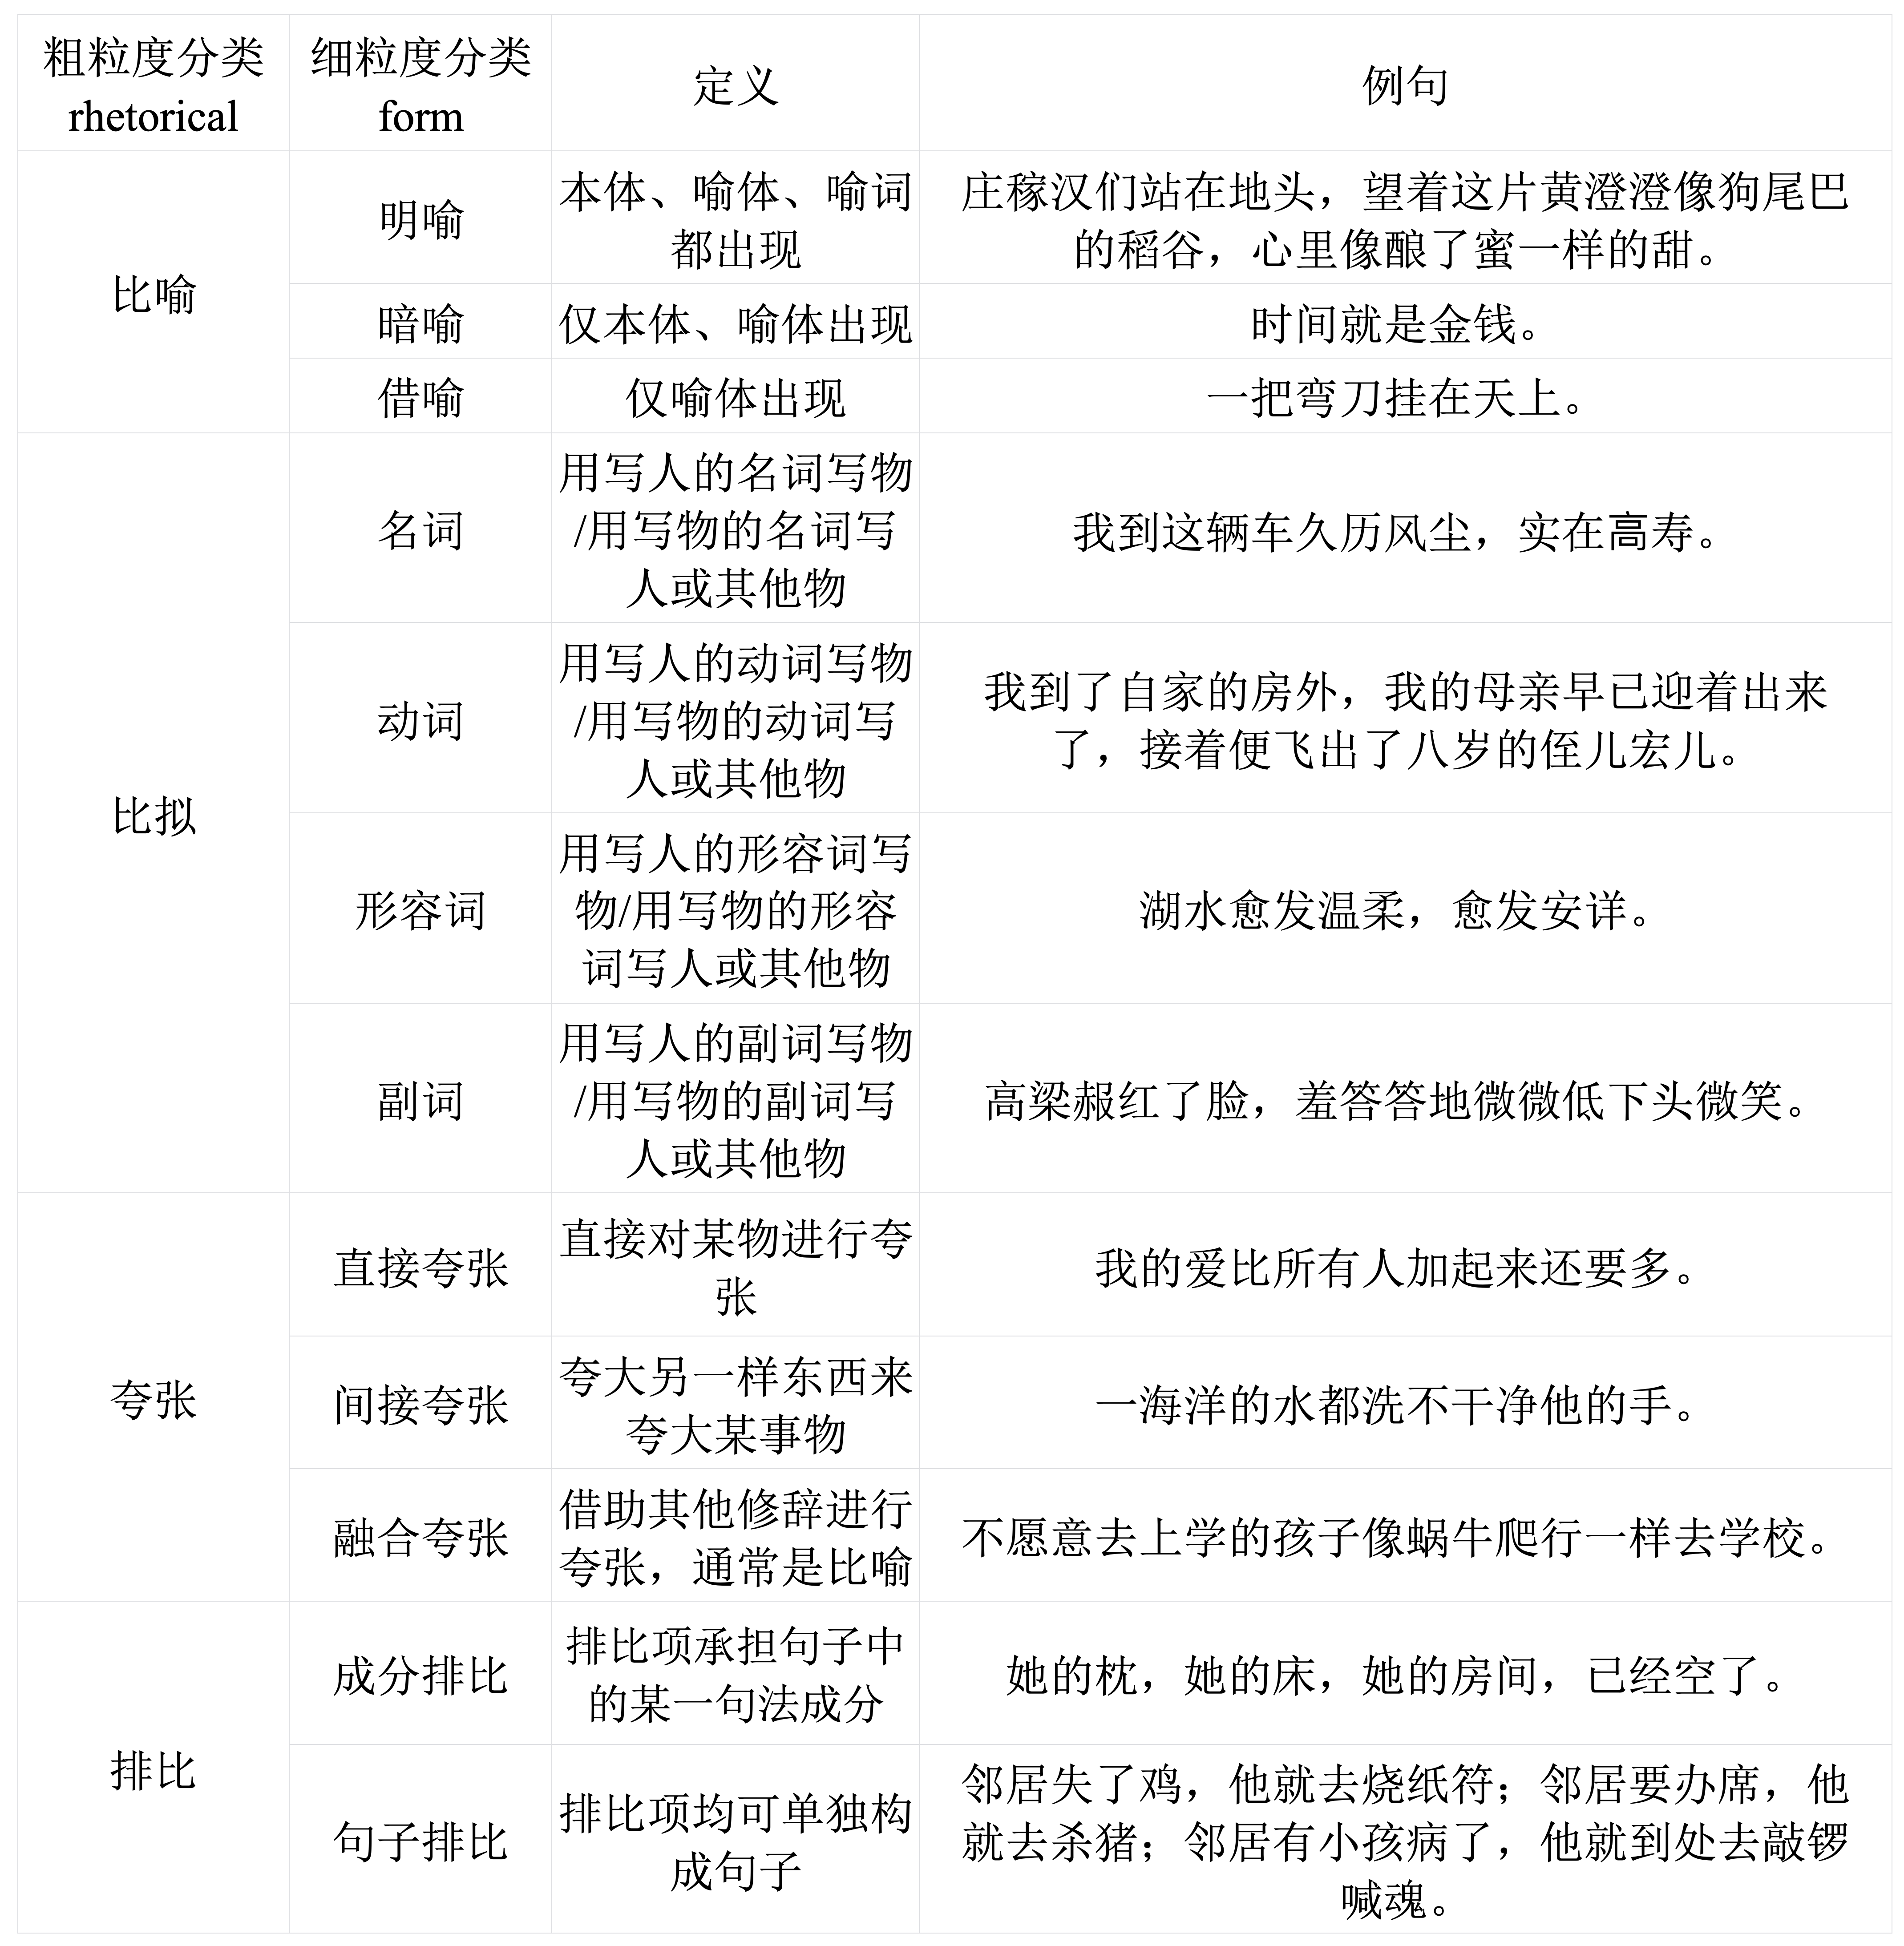 粗粒度分类
rhetorical
细粒度分类
form
定义
例句
比喻
明喻
本体、喻体、喻词
都出现
庄稼汉们站在地头，望着这片黄澄澄像狗尾巴
的稻谷，心里像酿了蜜一样的甜。
暗喻
仅本体、喻体出现
时间就是金钱。
借喻
仅喻体出现
一把弯刀挂在天上。
比拟
名词
用写人的名词写物
/用写物的名词写
人或其他物
我到这辆车久历风尘，实在高寿。
动词
用写人的动词写物
/用写物的动词写
人或其他物
我到了自家的房外，我的母亲早已迎着出来
了，接着便飞出了八岁的侄儿宏儿。
形容词
用写人的形容词写
物/用写物的形容
词写人或其他物
湖水愈发温柔，愈发安详。
副词
用写人的副词写物
/用写物的副词写
人或其他物
高梁赧红了脸，羞答答地微微低下头微笑。
夸张
直接夸张
直接对某物进行夸
张
我的爱比所有人加起来还要多。
间接夸张
夸大另一样东西来
夸大某事物
一海洋的水都洗不干净他的手。
融合夸张
借助其他修辞进行
夸张，通常是比喻
不愿意去上学的孩子像蜗牛爬行一样去学校。
排比
成分排比
排比项承担句子中
的某一句法成分
她的枕，她的床，她的房间，已经空了。
句子排比
排比项均可单独构
成句子
邻居失了鸡，他就去烧纸符；邻居要办席，他
就去杀猪；邻居有小孩病了，他就到处去敲锣
喊魂。